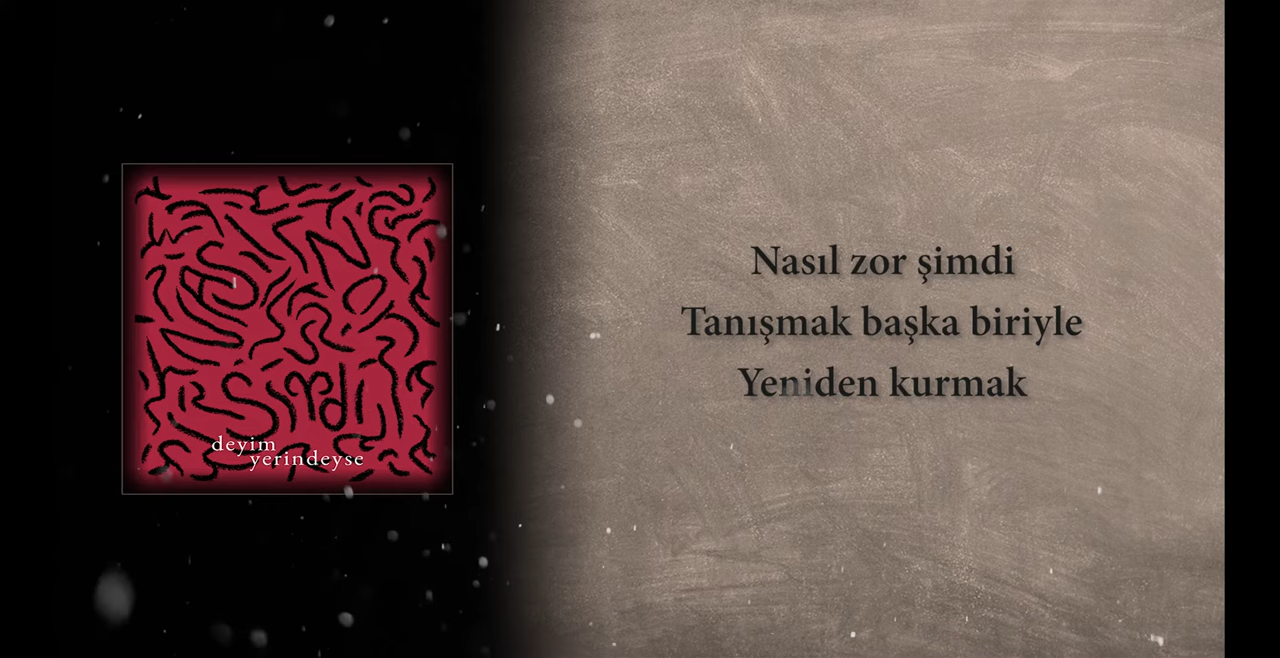 deyim
yerindeyse
Nasıl zor şimdi
Tanışmak başka biriyle
Yeniden kurmak